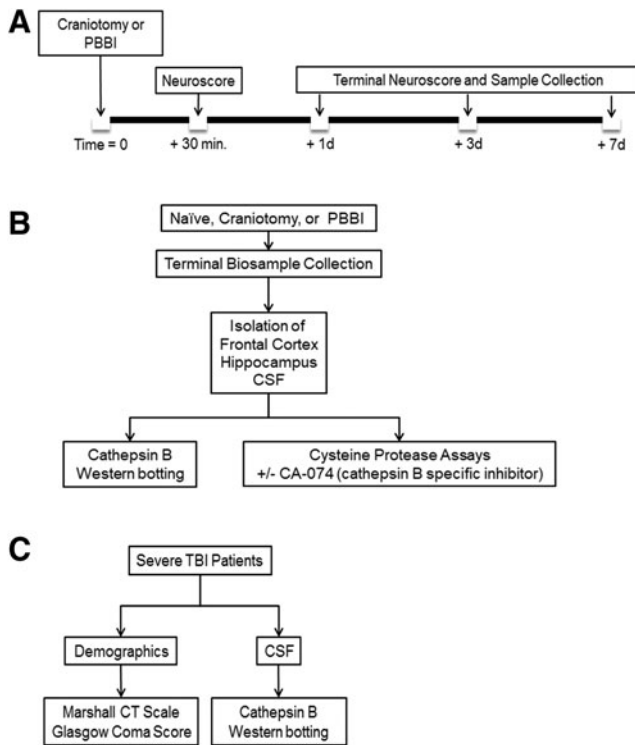 A
Craniotomy or
PBBI
Neuroscore
Terminal Neuroscore and Sample Collection
Time = 0
+ 30 min.
+ 1d
+ 3d
+ 7d
B
Naïve, Craniotomy, or PBBI
Terminal Biosample Collection
Isolation of
Frontal Cortex
Hippocampus
CSF
Cathepsin B
Western botting
Cysteine Protease Assays
+/- CA-074 (cathepsin B specific inhibitor)
C
Severe TBI Patients
Demographics
CSF
Marshall CT Scale
Glasgow Coma Score
Cathepsin B
Western botting